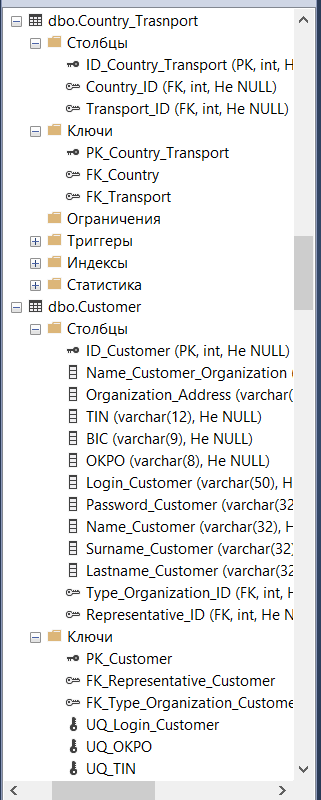 dbo.Country_Trasnport
Столбцы
ID_Country_Transport (PK, int, Н
Country_ID (FK, int, Не NULL)
Transport_ID (FK, int, Не NULL)
Ключи
PK_Country_Transport
FK_Country
FK_Transport
Ограничения
Триггеры
Индексы
Статистика
dbo.Customer
Столбцы
ID_Customer (PK, int, Не NULL)
Name_Customer_Organization (
Organization_Address (varchar(
TIN (varchar(12), Не NULL)
BIC (varchar(9), Не NULL)
OKPO (varchar(8), Не NULL)
Login_Customer (varchar(50), Не
Password_Customer (varchar(32
Name_Customer (varchar(32), Н
Surname_Customer (varchar(32)
Lastname_Customer (varchar(32
Type_Organization_ID (FK, int, Не
Representative_ID (FK, int, Не N
Ключи
PK_Customer
FK_Representative_Customer
FK_Type_Organization_Custome
UQ_Login_Customer
UQ_OKPO
UQ_TIN